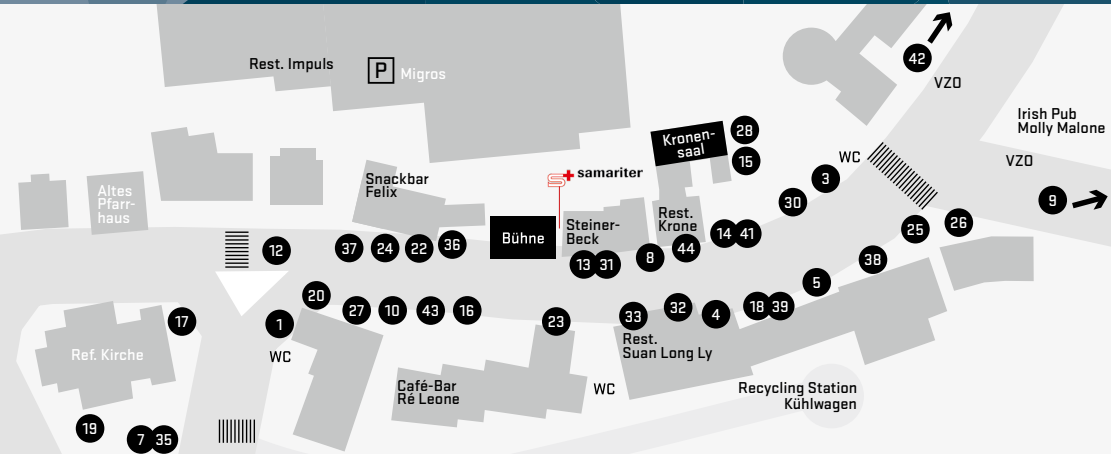 42
VZO
Rest. Impuls
P
Migros
Irish Pub
Molly Malone
VZO
9
Kronen-
saal
28
15
WC
3
30
samariter
Snackbar
Felix
Altes
Pfarr-
haus
Bühne
Steiner-
Beck
Rest.
Krone
14
41
26
25
12
37
24
22
36
13
31
8
44
38
5
20
27
10
43
16
23
33
32
4
18
39
17
1
WC
Ref. Kirche
Rest.
Suan Long Ly
Café-Bar
Ré Leone
WC
Recycling Station
Kühlwagen
19
7
35